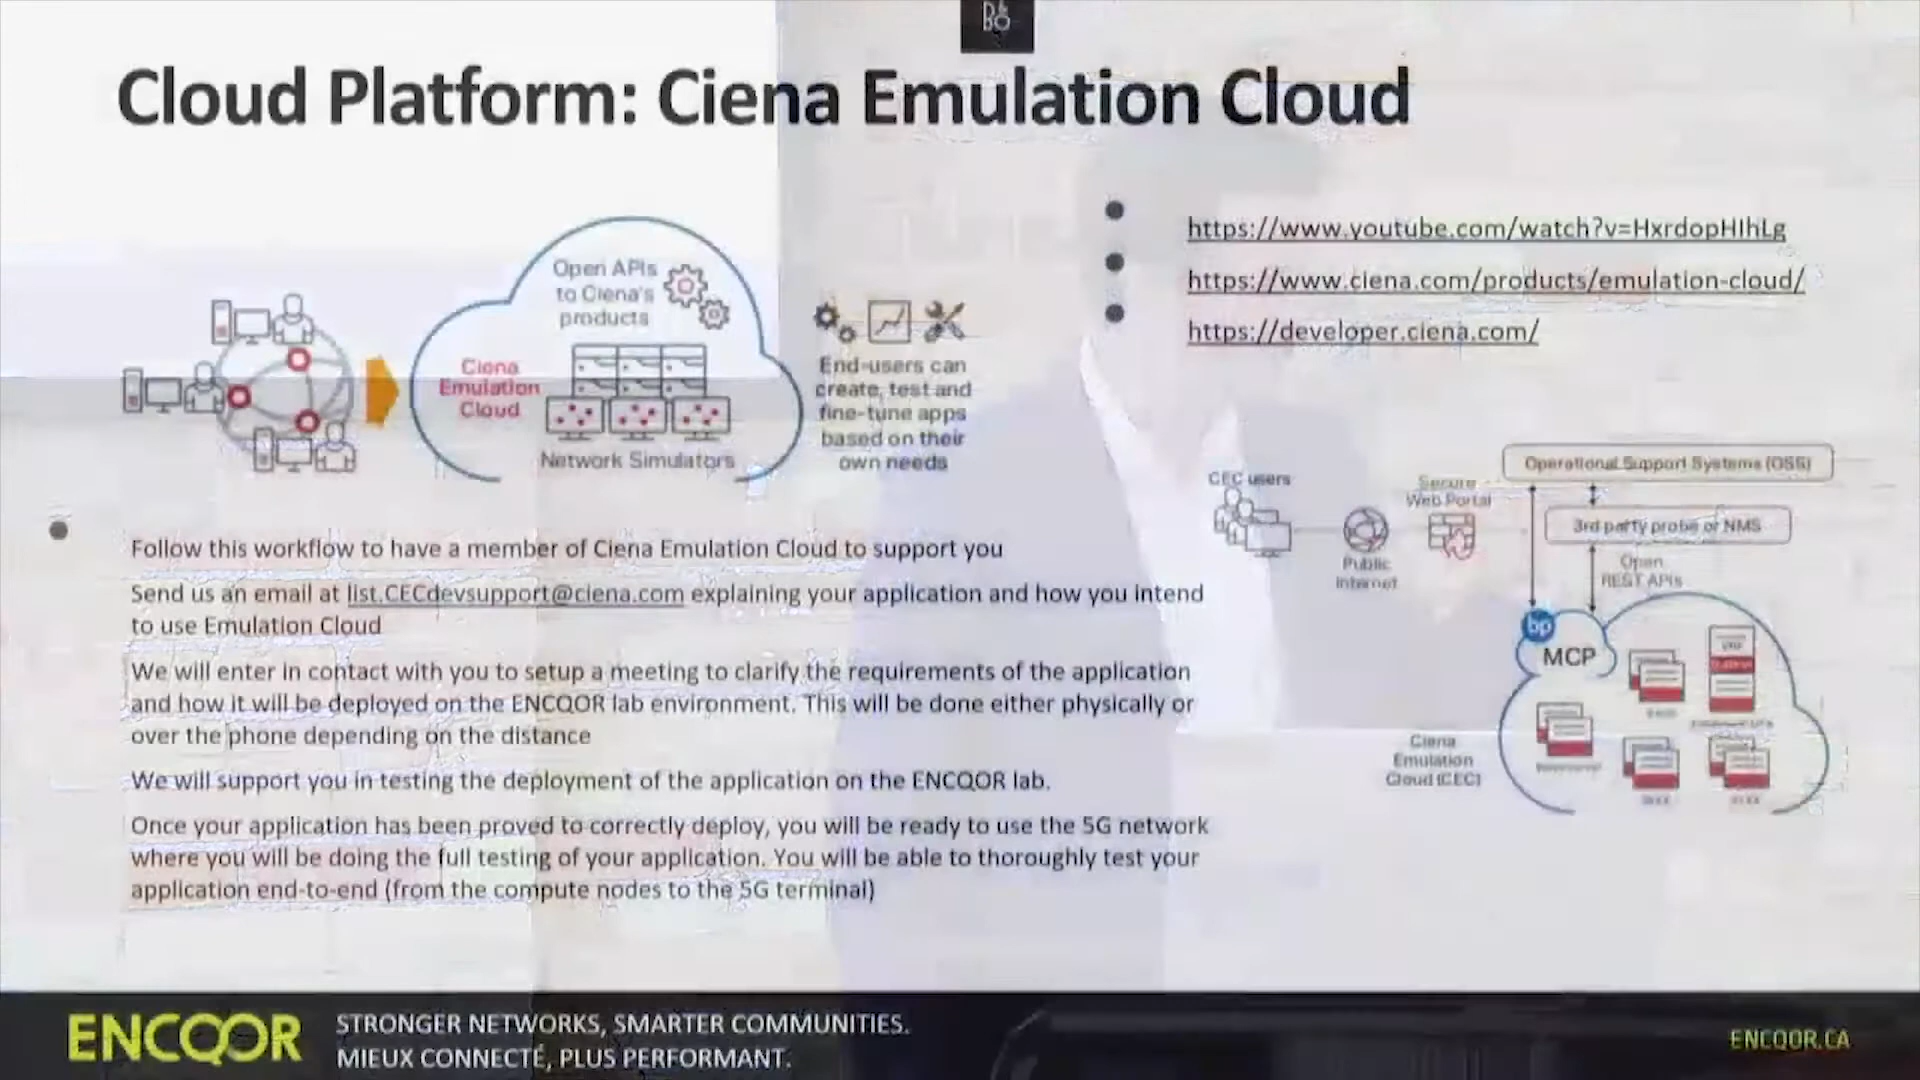 Cloud Platform: Ciena Emulation Cloud
Open APIs
to Ciena's
products
Ciena
Emulation
Cloud
Network Simulators
End-users can
create, test and
fine-tune apps
based on their
own needs
https://www.youtube.com/watch?v=HxrdopHIhLg
https://www.ciena.com/products/emulation-cloud/
https://developer.ciena.com/
Follow this workflow to have a member of Ciena Emulation Cloud to support you
Send us an email at list.CECdevsupport@ciena.com explaining your application and how you intend
to use Emulation Cloud
We will enter in contact with you to setup a meeting to clarify the requirements of the application
and how it will be deployed on the ENCQOR lab environment. This will be done either physically or
over the phone depending on the distance
We will support you in testing the deployment of the application on the ENCQOR lab.
Once your application has been proved to correctly deploy, you will be ready to use the 5G network
where you will be doing the full testing of your application. You will be able to thoroughly test your
application end-to-end (from the compute nodes to the 5G terminal)
CEC users
Public
Internet
Secure
Web Portal
Operational Support Systems (OSS)
3rd party probe or NMS
Open
REST APIs
bp
MCP
Ciena
Emulation
Cloud (CEC)
ENCQOR
STRONGER NETWORKS, SMARTER COMMUNITIES.
MIEUX CONNECTÉ, PLUS PERFORMANT.
ENCQOR.CA